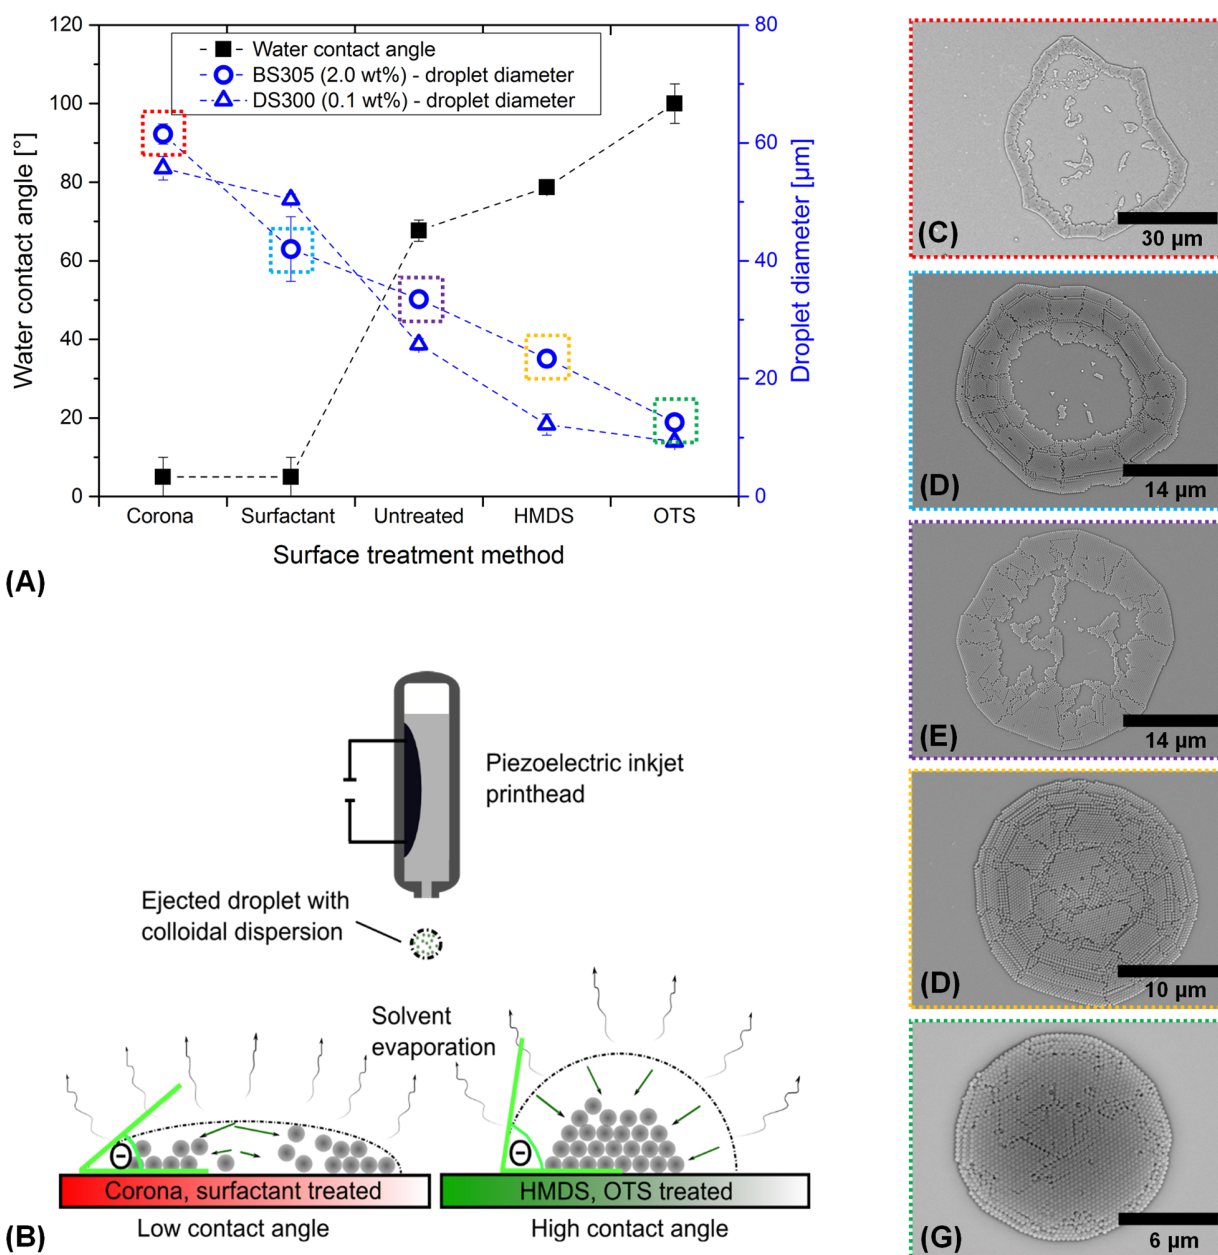 120
100
80
60
40
20
0
Water contact angle [°]
Water contact angle
BS305 (2.0 wt%) - droplet diameter
DS300 (0.1 wt%) - droplet diameter
80
60
40
20
0
Droplet diameter [µm]
Corona
Surfactant
Untreated
HMDS
OTS
Surface treatment method
(A)
Piezoelectric inkjet
printhead
Ejected droplet with
colloidal dispersion
Solvent
evaporation
Θ
Θ
Corona, surfactant treated
HMDS, OTS treated
Low contact angle
High contact angle
(B)
(C)
30 µm
(D)
14 µm
(E)
14 µm
(D)
10 µm
(G)
6 µm